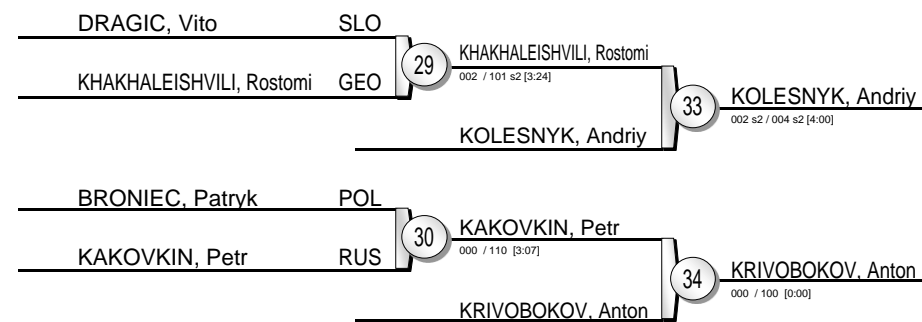 DRAGIC, Vito SLO
29
KHAKHALEISHVILI, Rostomi
002 / 101 s2 [3:24]
KHAKHALEISHVILI, Rostomi GEO
33
KOLESNYK, Andriy
002 s2 / 004 s2 [4:00]
KOLESNYK, Andriy
BRONIEC, Patryk POL
30
KAKOVKIN, Petr
000 / 110 [3:07]
KAKOVKIN, Petr RUS
34
KRIVOBOKOV, Anton
000 / 100 [0:00]
KRIVOBOKOV, Anton